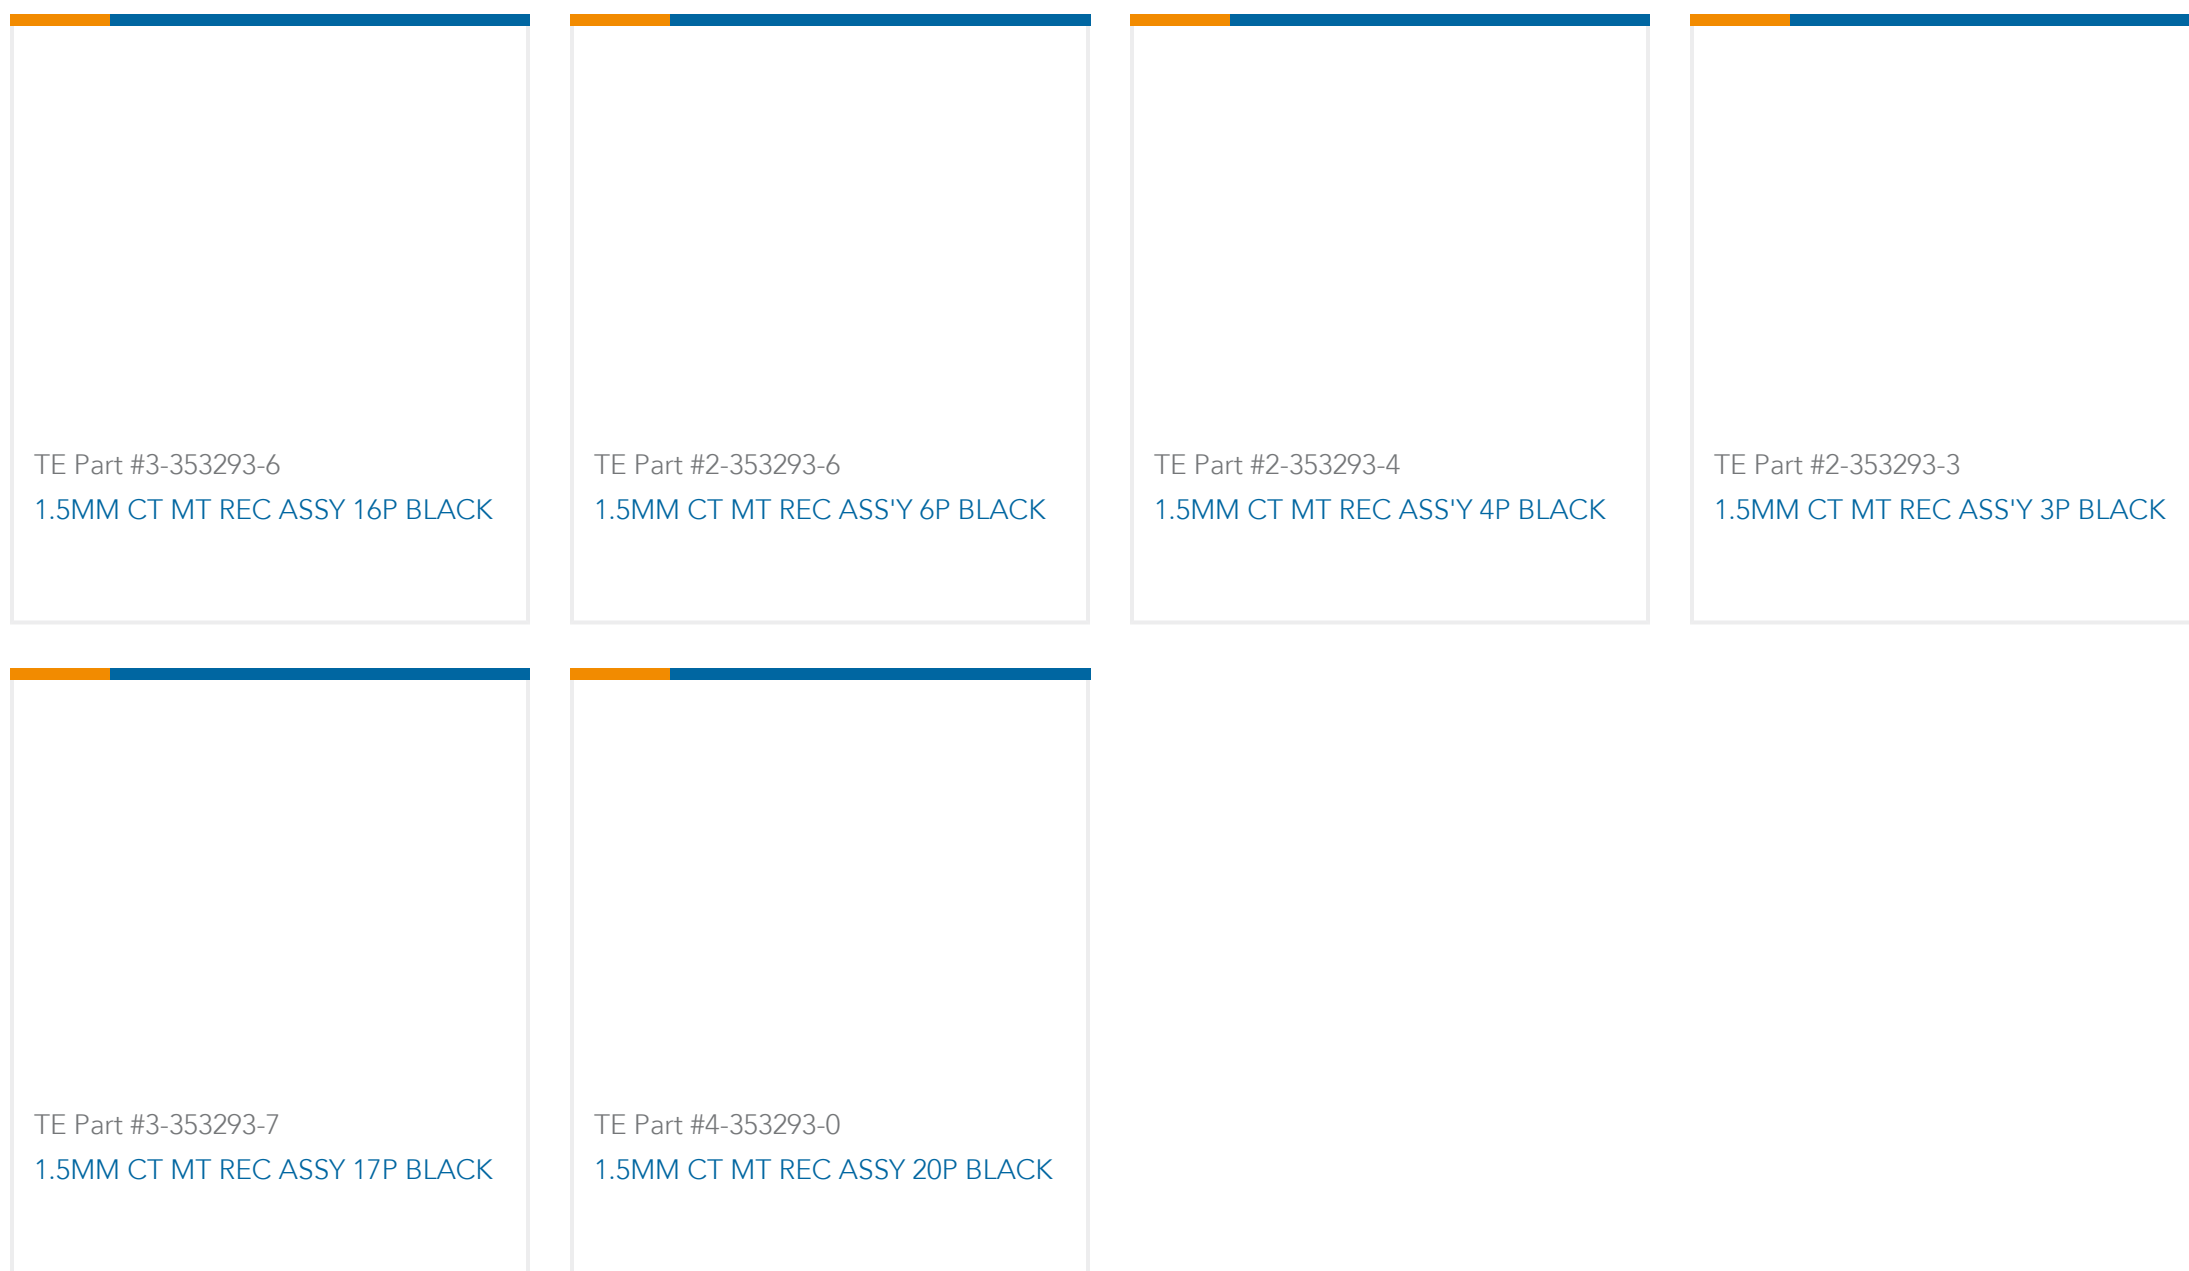 TE Part #3-353293-6
1.5MM CT MT REC ASSY 16P BLACK
TE Part #2-353293-6
1.5MM CT MT REC ASS'Y 6P BLACK
TE Part #2-353293-4
1.5MM CT MT REC ASS'Y 4P BLACK
TE Part #2-353293-3
1.5MM CT MT REC ASS'Y 3P BLACK
TE Part #3-353293-7
1.5MM CT MT REC ASSY 17P BLACK
TE Part #4-353293-0
1.5MM CT MT REC ASSY 20P BLACK